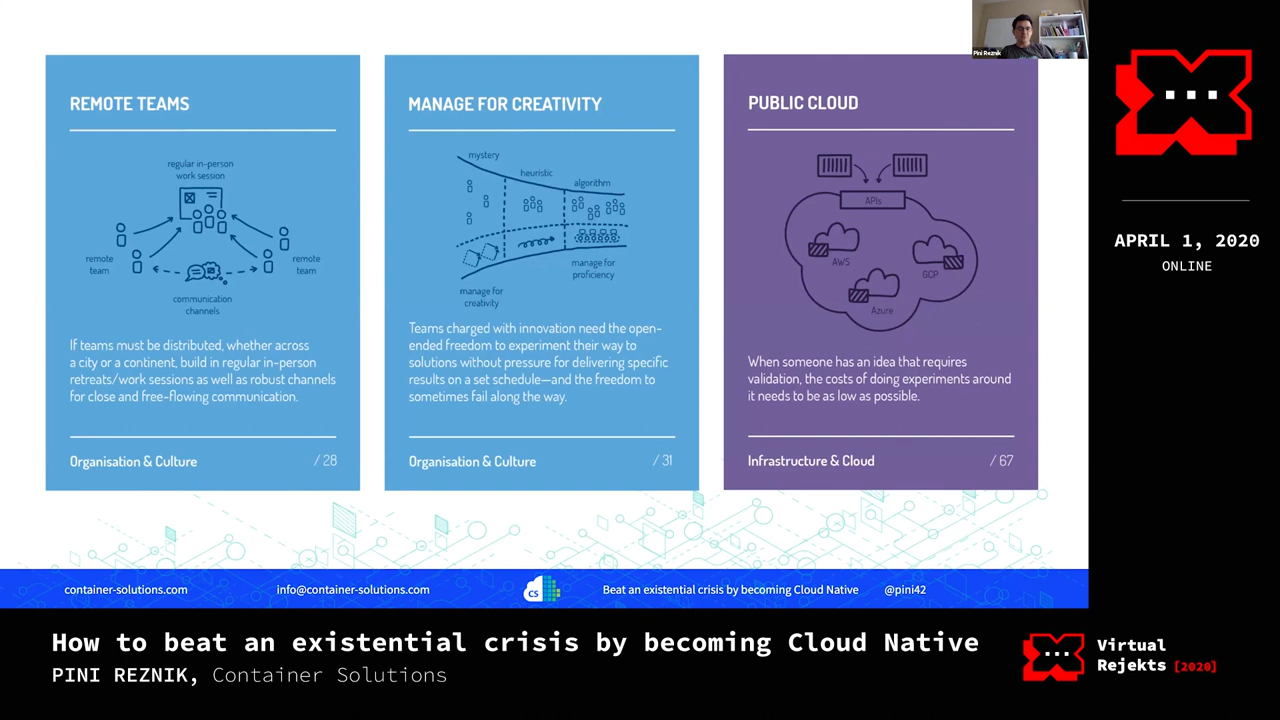 Pini Reznik
REMOTE TEAMS
regular in-person
work session
remote
team
remote
team
communication
channels
If teams must be distributed, whether across
a city or a continent, build in regular in-person
retreats/work sessions as well as robust channels
for close and free-flowing communication.
Organisation & Culture
/ 28
MANAGE FOR CREATIVITY
mystery
heuristic
algorithm
manage for
proficiency
manage for
creativity
Teams charged with innovation need the open-
ended freedom to experiment their way to
solutions without pressure for delivering specific
results on a set schedule—and the freedom to
sometimes fail along the way.
Organisation & Culture
/ 31
PUBLIC CLOUD
APIs
AWS
GCP
Azure
When someone has an idea that requires
validation, the costs of doing experiments around
it needs to be as low as possible.
Infrastructure & Cloud
/ 67
APRIL 1, 2020
ONLINE
container-solutions.com
info@container-solutions.com
CS
Beat an existential crisis by becoming Cloud Native
@pini42
How to beat an existential crisis by becoming Cloud Native
PINI REZNIK, Container Solutions
Virtual
Rejekts [2020]